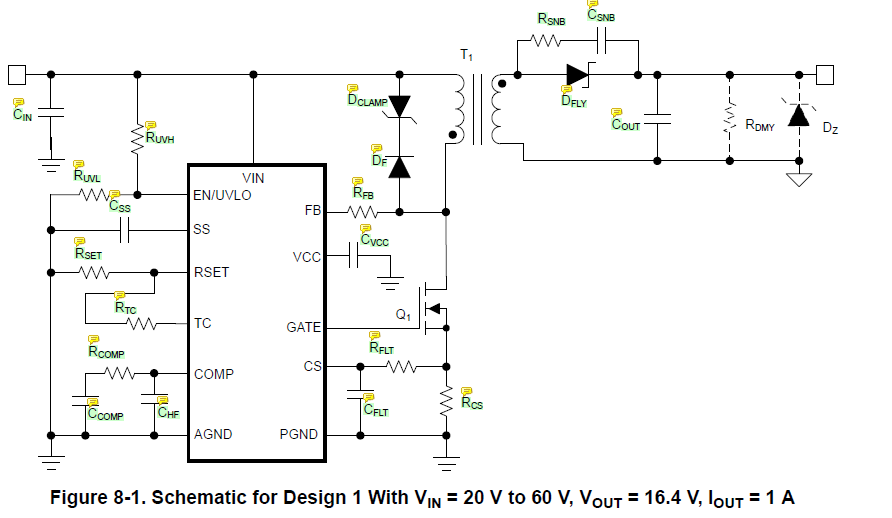 RSNB
CSNB
T1
DCLAMP
DFLY
CIN
RUVH
COUT
RDMY
DZ
DF
VIN
RUVL
EN/UVLO
RFB
CSS
FB
SS
CVCC
RSET
VCC
RSET
RTC
TC
Q1
GATE
RFLT
RCOMP
CS
COMP
CCOMP
CHF
CFLT
RCS
AGND
PGND
Figure 8-1. Schematic for Design 1 With VIN = 20 V to 60 V, VOUT = 16.4 V, IOUT = 1 A